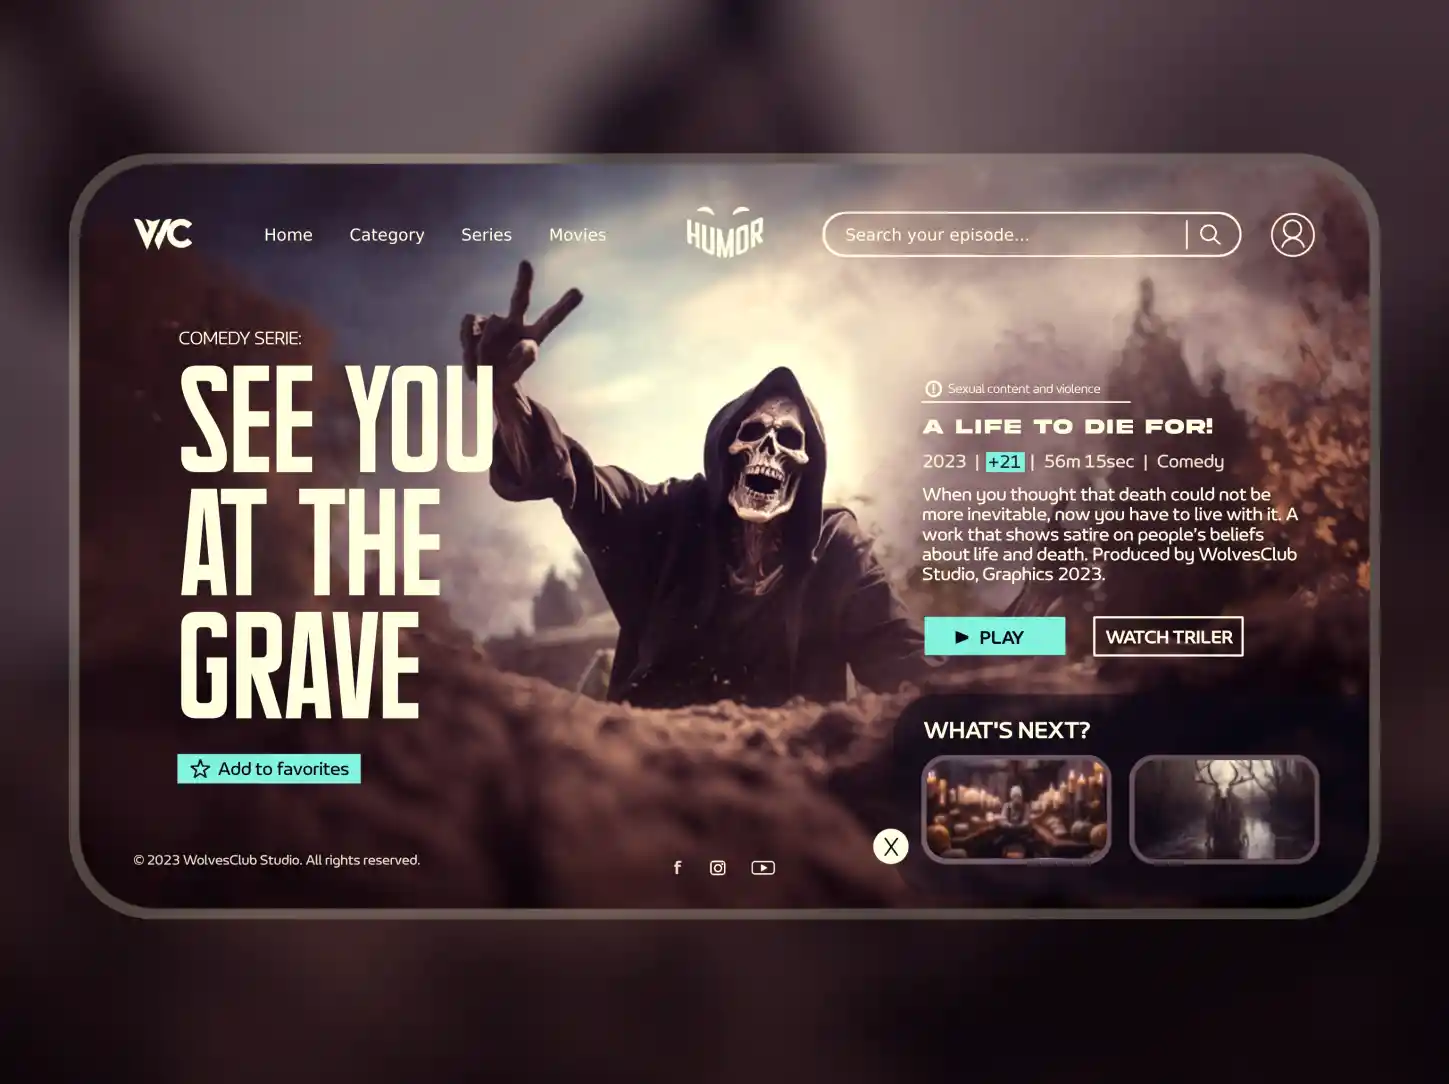 WC
Home Category Series Movies
HUMOR
Search your episode...
COMEDY SERIE:
SEE YOU
AT THE
GRAVE
Add to favorites
Sexual content and violence
A LIFE TO DIE FOR!
2023 | +21 | 56m 15sec | Comedy
When you thought that death could not be
more inevitable, now you have to live with it. A
work that shows satire on people's beliefs
about life and death. Produced by WolvesClub
Studio, Graphics 2023.
PLAY
WATCH TRILER
WHAT'S NEXT?
X
© 2023 WolvesClub Studio. All rights reserved.
f